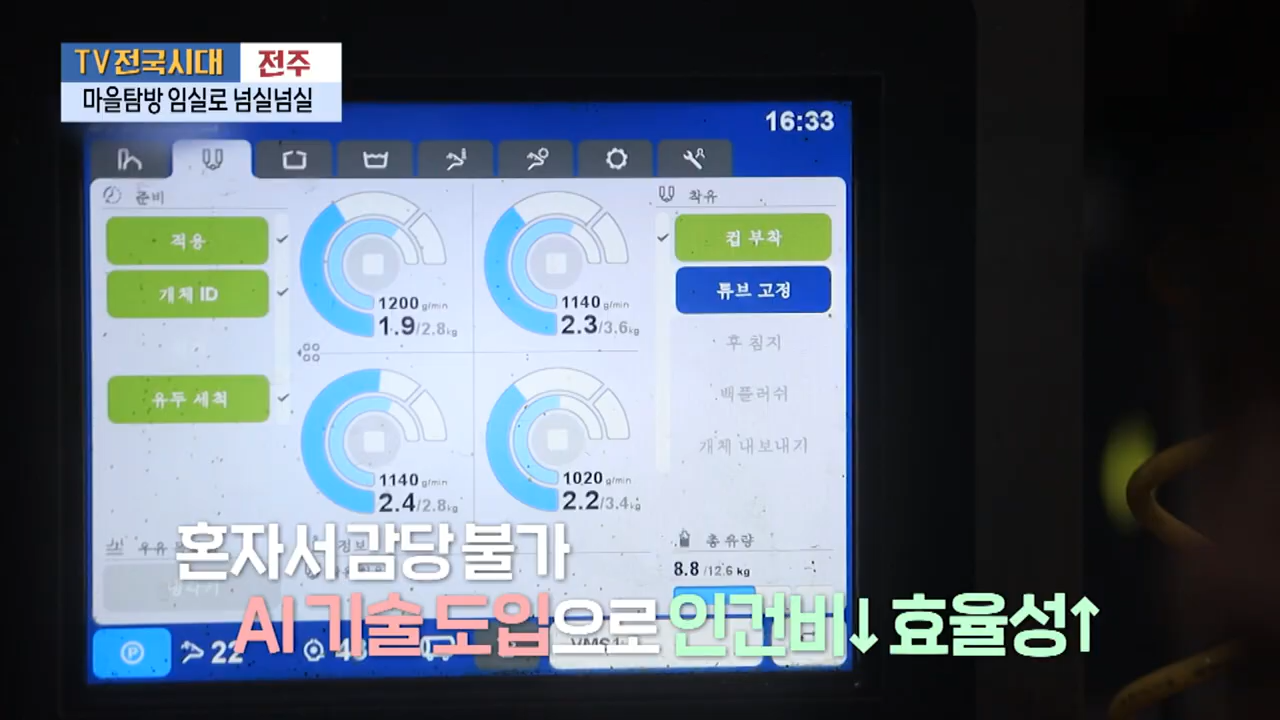 TV전국시대 전주
마을탐방 임실로 넘실넘실
16:33
준비
적용
개체 ID
유두 세척
1200 g/min
1.9/2.8kg
1140 g/min
2.3/3.6kg
1140 g/min
2.4/2.8kg
1020 g/min
2.2/3.4kg
착유
컵 부착
튜브 고정
후 침지
백플러쉬
개체 내보내기
총 유량
8.8 /12.6 kg
혼자서 감당 불가
AI 기술 도입으로 인건비↓ 효율성↑
22